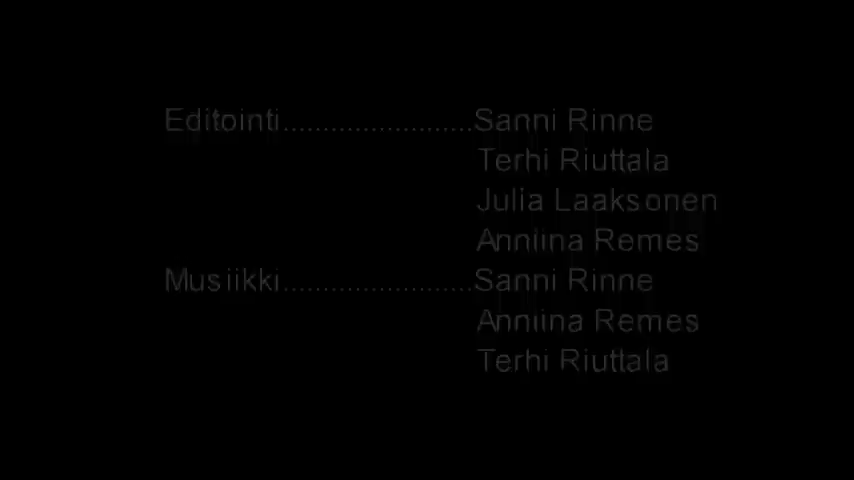 Editointi........................Sanni Rinne
Terhi Riuttala
Julia Laaksonen
Anniina Remes
Musiikki........................Sanni Rinne
Anniina Remes
Terhi Riuttala